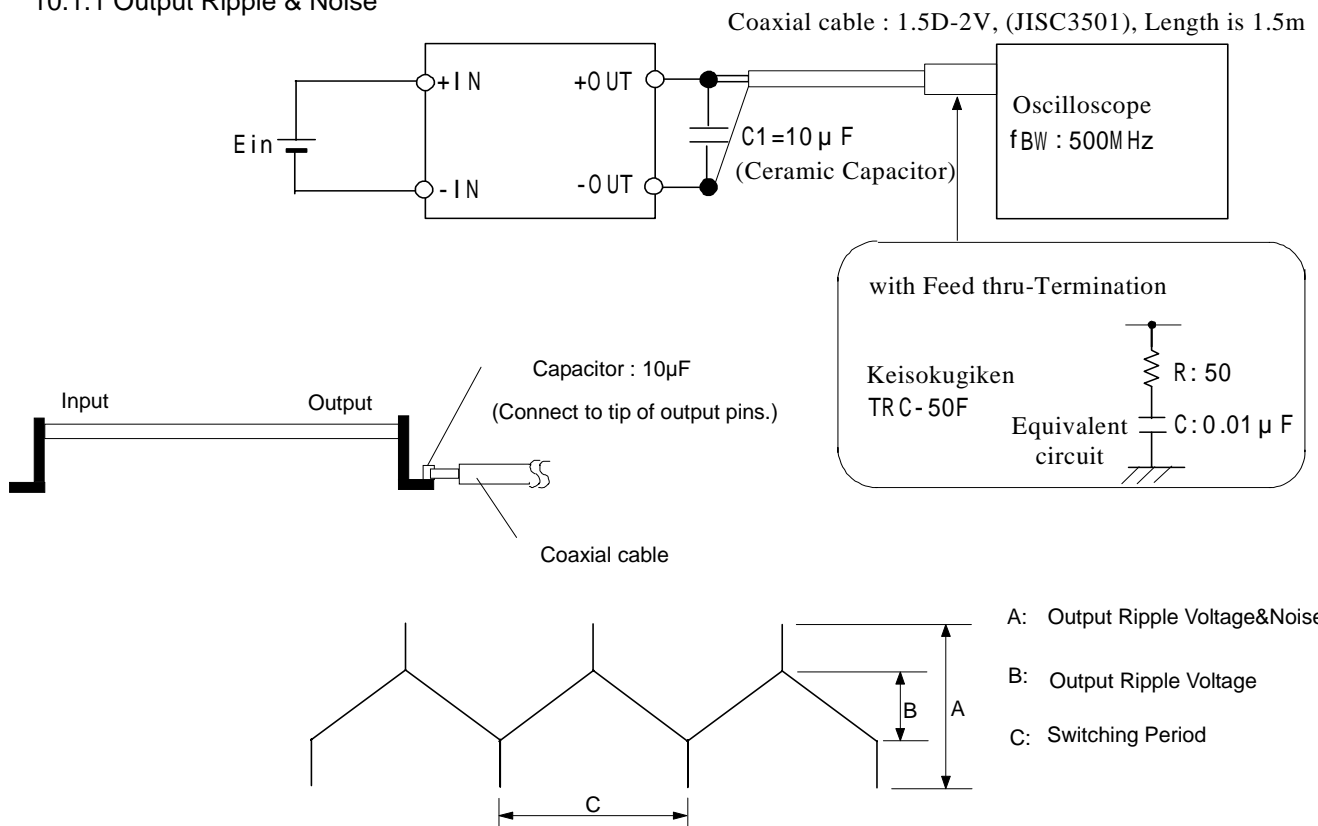 10.1.1 Output Ripple & Noise
Coaxial cable : 1.5D-2V, (JISC3501), Length is 1.5m
+IN
+OUT
Ein
C1=10μF
(Ceramic Capacitor)
-IN
-OUT
Oscilloscope
fBW : 500MHz
with Feed thru-Termination
Keisokugiken
TRC-50F
R: 50
Equivalent
circuit
C:0.01μF
Input
Output
Capacitor : 10μF
(Connect to tip of output pins.)
Coaxial cable
A: Output Ripple Voltage&Noise
B: Output Ripple Voltage
C: Switching Period
B
A
C